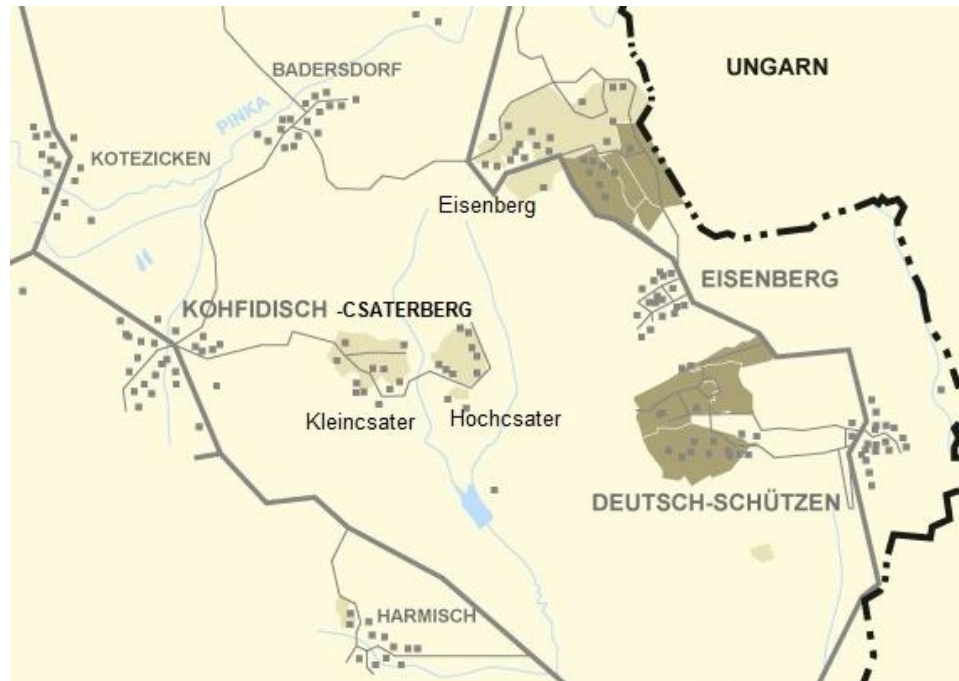 UNGARN
BADERSDORF
PINKA
KOTEZICKEN
Eisenberg
EISENBERG
KOHFIDISCH -CSATERBERG
Kleincsater
Hochcsater
DEUTSCH-SCHÜTZEN
HARMISCH